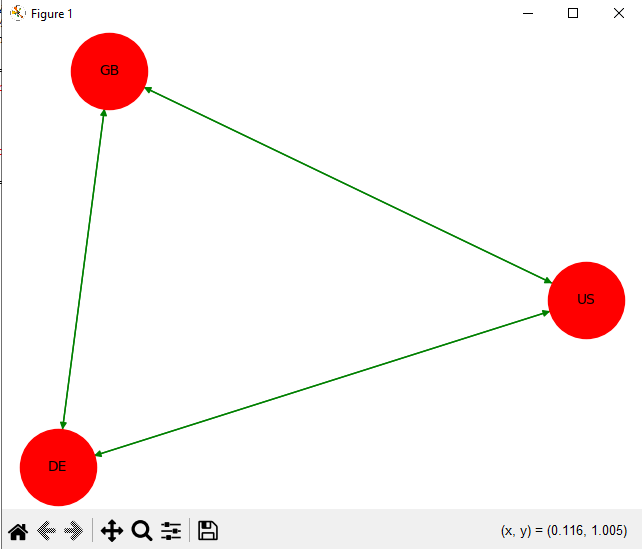 Figure 1
GB
US
DE
(x, y) = (0.116, 1.005)